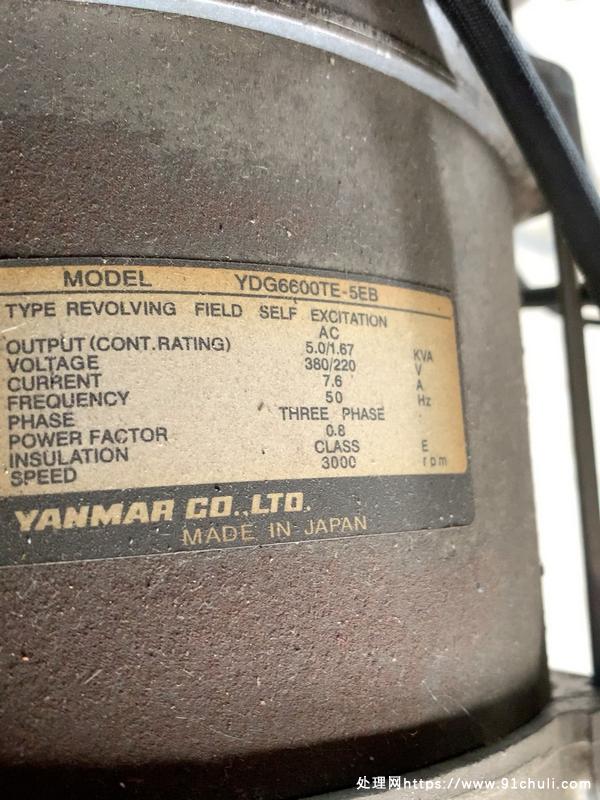 MODEL YDG6600TE-5EB
TYPE REVOLVING FIELD SELF EXCITATION
AC
OUTPUT (CONT.RATING) 5.0/1.67 KVA
VOLTAGE 380/220 V
CURRENT 7.6 A
FREQUENCY 50 Hz
PHASE THREE PHASE
POWER FACTOR 0.8
INSULATION CLASS E
SPEED 3000 rpm
YANMAR CO.,LTD.
MADE IN JAPAN
处理网https://www.91chuli.com